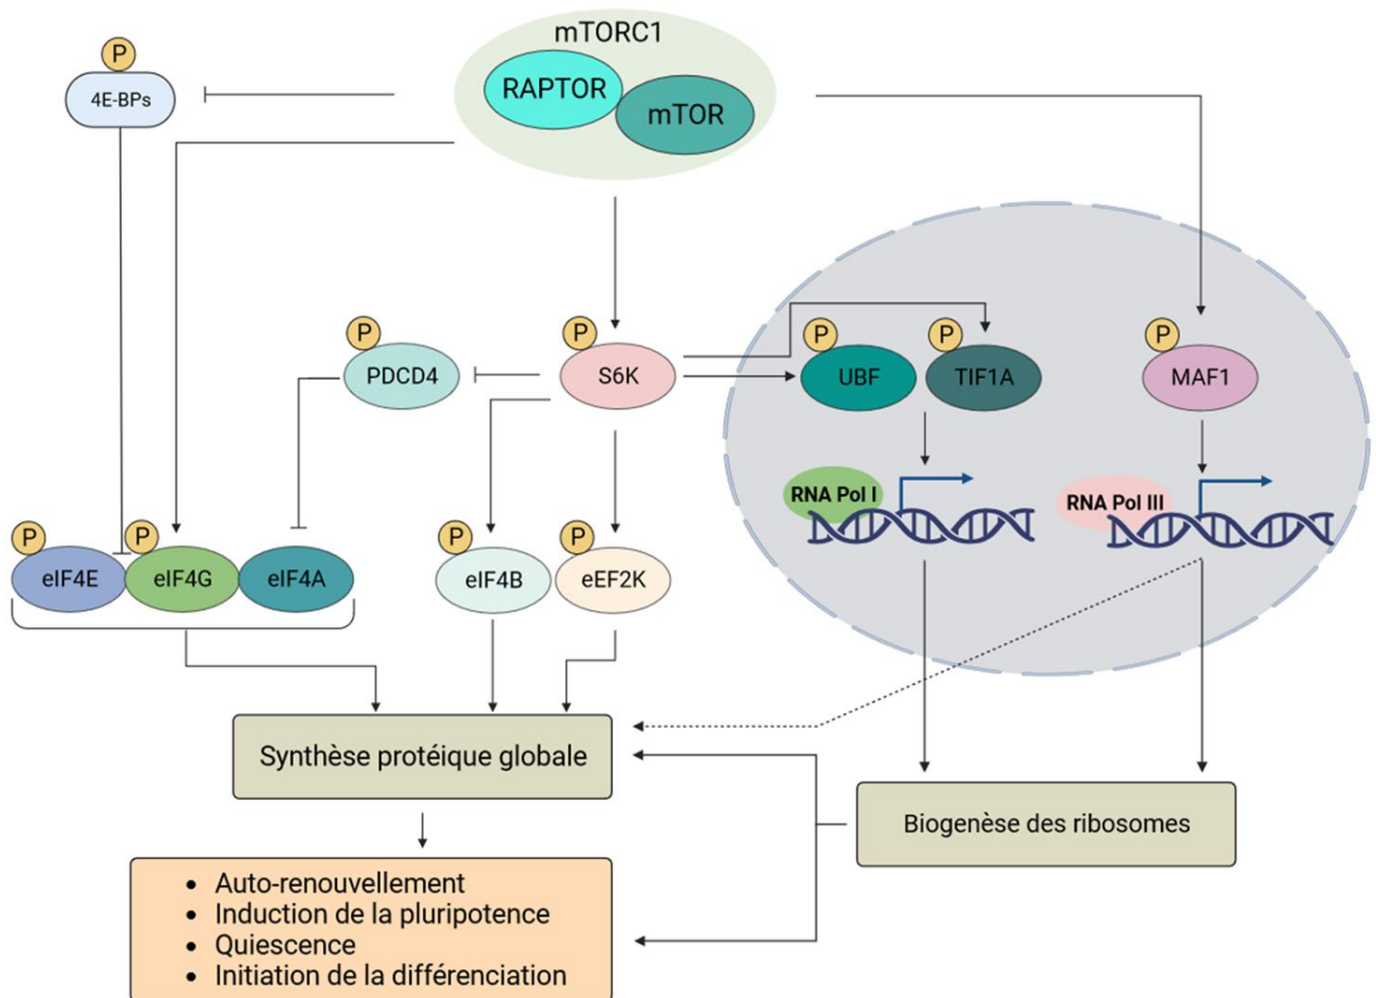 mTORC1
RAPTOR
mTOR
P
4E-BPs
P
PDCD4
P
S6K
P
UBF
P
TIF1A
P
MAF1
RNA Pol I
RNA Pol III
P
eIF4E
P
eIF4G
eIF4A
P
eIF4B
P
eEF2K
Synthèse protéique globale
Biogenèse des ribosomes
• Auto-renouvellement
• Induction de la pluripotence
• Quiescence
• Initiation de la différenciation